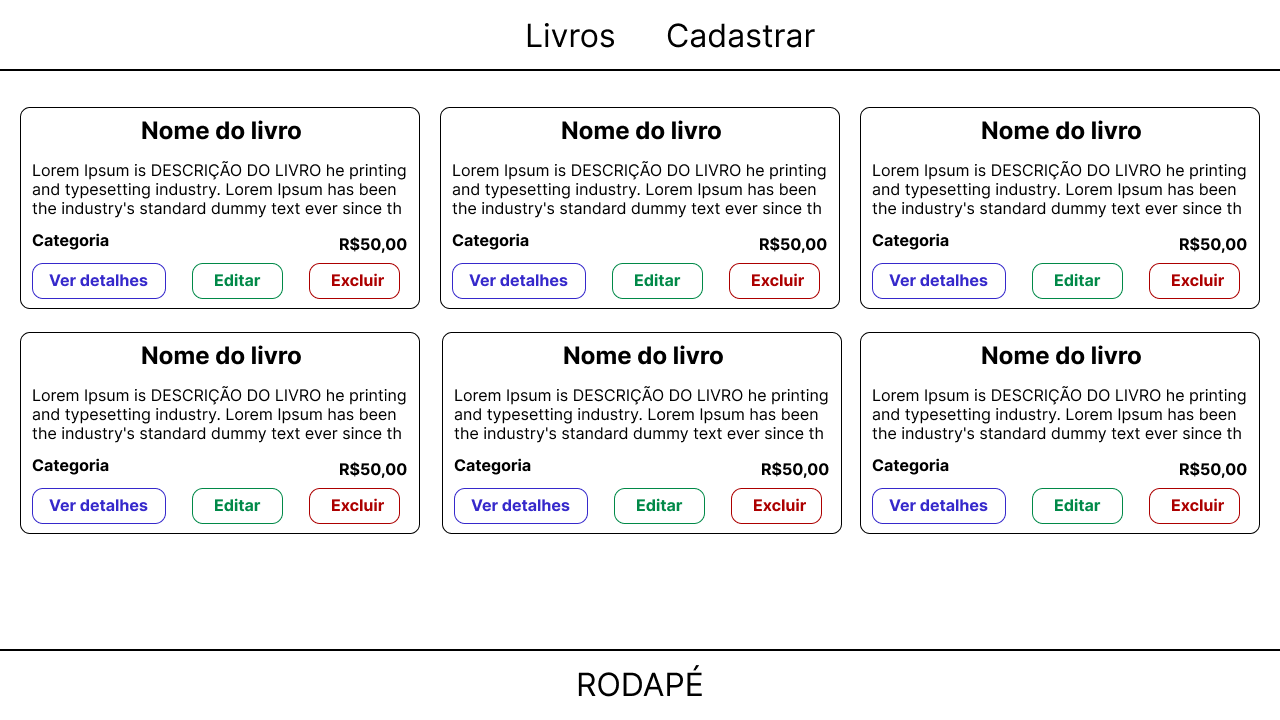 Livros Cadastrar
Nome do livro
Lorem Ipsum is DESCRIÇÃO DO LIVRO he printing
and typesetting industry. Lorem Ipsum has been
the industry's standard dummy text ever since th
Categoria
R$50,00
Ver detalhes Editar Excluir
Nome do livro
Lorem Ipsum is DESCRIÇÃO DO LIVRO he printing
and typesetting industry. Lorem Ipsum has been
the industry's standard dummy text ever since th
Categoria
R$50,00
Ver detalhes Editar Excluir
Nome do livro
Lorem Ipsum is DESCRIÇÃO DO LIVRO he printing
and typesetting industry. Lorem Ipsum has been
the industry's standard dummy text ever since th
Categoria
R$50,00
Ver detalhes Editar Excluir
Nome do livro
Lorem Ipsum is DESCRIÇÃO DO LIVRO he printing
and typesetting industry. Lorem Ipsum has been
the industry's standard dummy text ever since th
Categoria
R$50,00
Ver detalhes Editar Excluir
Nome do livro
Lorem Ipsum is DESCRIÇÃO DO LIVRO he printing
and typesetting industry. Lorem Ipsum has been
the industry's standard dummy text ever since th
Categoria
R$50,00
Ver detalhes Editar Excluir
Nome do livro
Lorem Ipsum is DESCRIÇÃO DO LIVRO he printing
and typesetting industry. Lorem Ipsum has been
the industry's standard dummy text ever since th
Categoria
R$50,00
Ver detalhes Editar Excluir
RODAPÉ